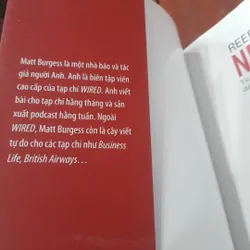 Matt Burgess là một nhà báo và tác
giả người Anh. Anh là biên tập viên
cao cấp của tạp chí WIRED. Anh viết
bài cho tạp chí hằng tháng và sản
xuất podcast hằng tuần. Ngoài
WIRED, Matt Burgess còn là cây viết
tự do cho các tạp chí như Business
Life, British Airways…
REED
N